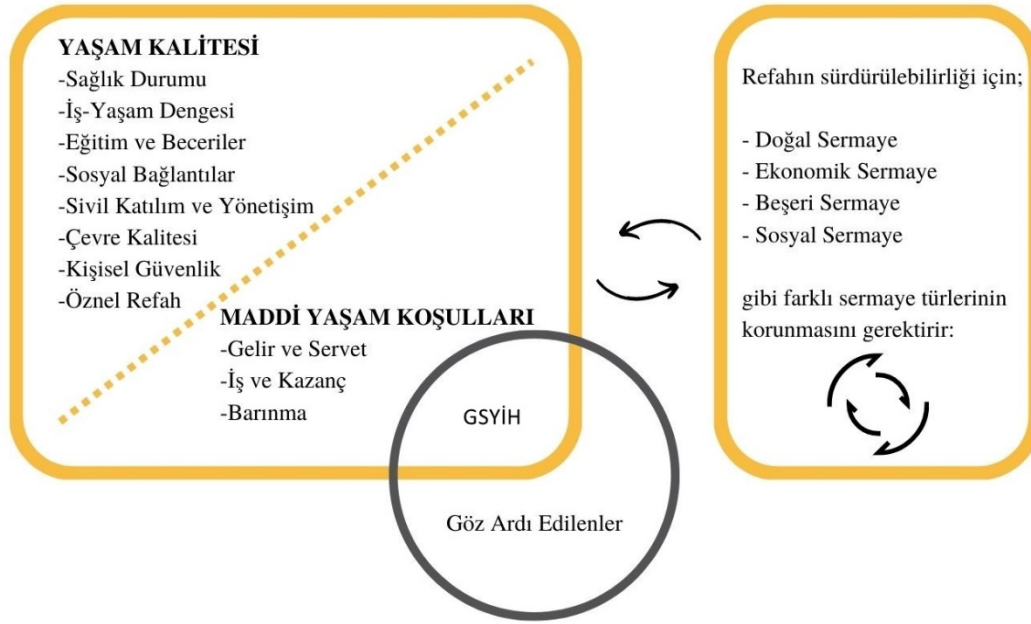 YAŞAM KALİTESİ
-Sağlık Durumu
-İş-Yaşam Dengesi
-Eğitim ve Beceriler
-Sosyal Bağlantılar
-Sivil Katılım ve Yönetişim
-Çevre Kalitesi
-Kişisel Güvenlik
-Öznel Refah
MADDİ YAŞAM KOŞULLARI
-Gelir ve Servet
-İş ve Kazanç
-Barınma
GSYİH
Göz Ardı Edilenler
Refahın sürdürülebilirliği için;
- Doğal Sermaye
- Ekonomik Sermaye
- Beşeri Sermaye
- Sosyal Sermaye
gibi farklı sermaye türlerinin
korunmasını gerektirir: